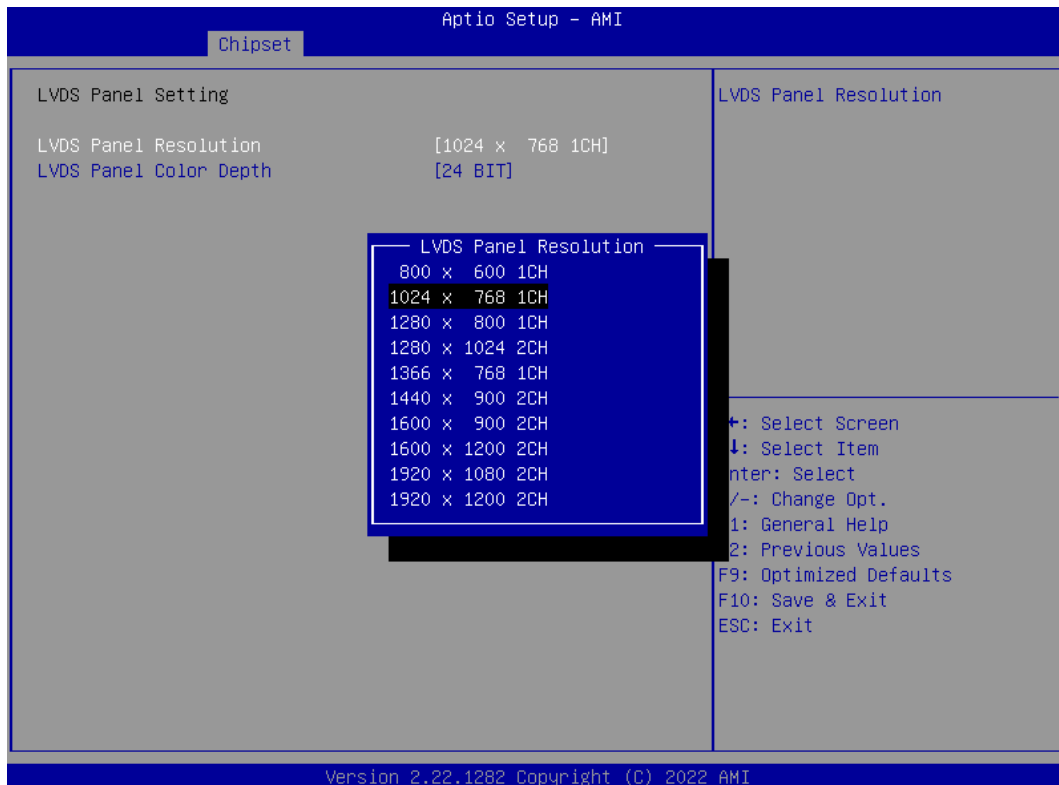 Aptio Setup – AMI
Chipset
LVDS Panel Setting
LVDS Panel Resolution
LVDS Panel Resolution [1024 x 768 1CH]
LVDS Panel Color Depth [24 BIT]
LVDS Panel Resolution
800 x 600 1CH
1024 x 768 1CH
1280 x 800 1CH
1280 x 1024 2CH
1366 x 768 1CH
1440 x 900 2CH
1600 x 900 2CH
1600 x 1200 2CH
1920 x 1080 2CH
1920 x 1200 2CH
←: Select Screen
↓: Select Item
nter: Select
/-: Change Opt.
1: General Help
2: Previous Values
F9: Optimized Defaults
F10: Save & Exit
ESC: Exit
Version 2.22.1282 Copyright (C) 2022 AMI